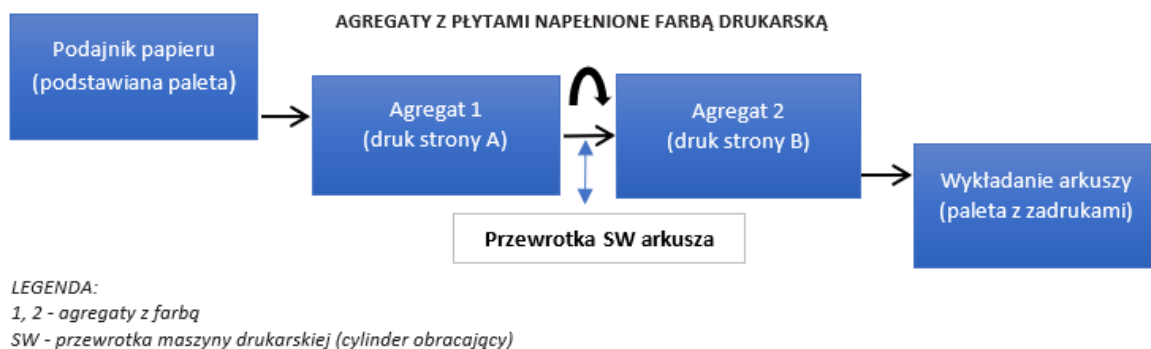 AGREGATY Z PŁYTAMI NAPEŁNIONE FARBĄ DRUKARSKĄ
Podajnik papieru
(podstawiana paleta)
Agregat 1
(druk strony A)
Agregat 2
(druk strony B)
Wykładanie arkuszy
(paleta z zadrukami)
Przewrotka SW arkusza
LEGENDA:
1, 2 - agregaty z farbą
SW - przewrotka maszyny drukarskiej (cylinder obracający)